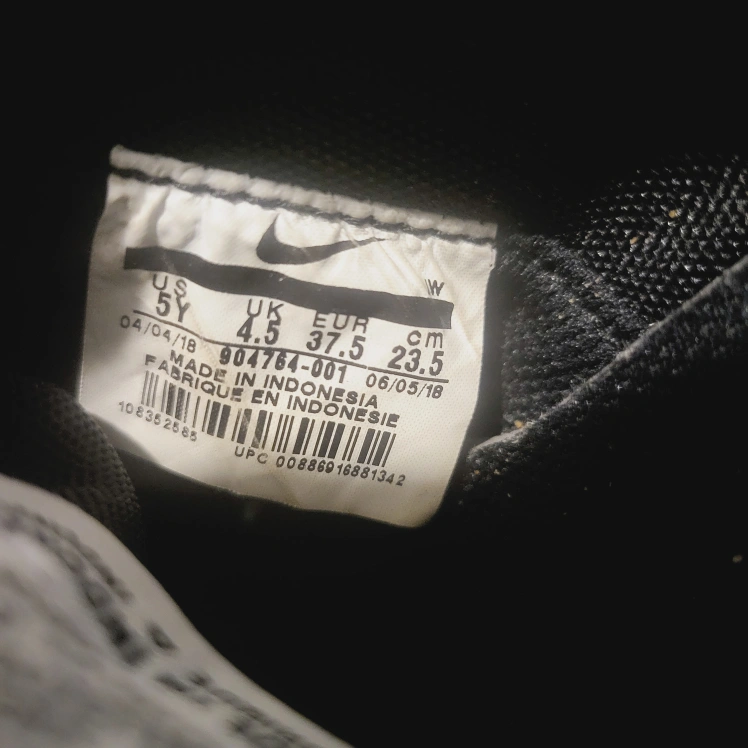 W
US UK EUR cm
5Y 4.5 37.5 23.5
04/04/18 904764-001 06/05/18
MADE IN INDONESIA
FABRIQUE EN INDONESIE
108352585
UPC 00886916881342